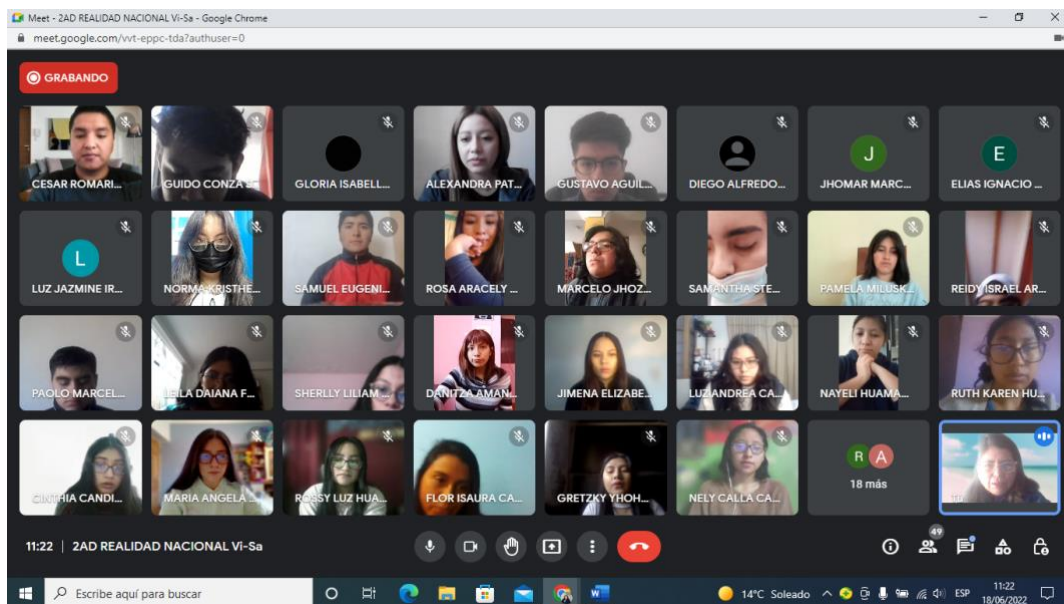 Meet - 2AD REALIDAD NACIONAL Vi-Sa - Google Chrome
meet.google.com/vvt-eppc-tda?authuser=0
GRABANDO
CESAR ROMARI...
GUIDO CONZA S...
GLORIA ISABELL...
ALEXANDRA PAT...
GUSTAVO AGUIL...
DIEGO ALFREDO...
J
JHOMAR MARC...
E
ELIAS IGNACIO ...
L
LUZ JAZMINE IR...
NORMA KRISTHE...
SAMUEL EUGENI...
ROSA ARACELY ...
MARCELO JHOZ...
SAMANTHA STE...
PAMELA MILUSK...
REIDY ISRAEL AR...
PAOLO MARCEL...
LEILA DAIANA F...
SHERLLY LILIAM ...
DANITZA AMAN...
JIMENA ELIZABE...
LUZ ANDREA CA...
NAYELI HUAMA...
RUTH KAREN HU...
CINTHIA CANDI...
MARIA ANGELA ...
ROSSY LUZ HUA...
FLOR ISAURA CA...
GRETZKY YHOH...
NELY CALLA CA...
R A
18 más
Tú
11:22 | 2AD REALIDAD NACIONAL Vi-Sa
49
Escribe aquí para buscar
14°C Soleado
ESP
11:22
18/06/2022